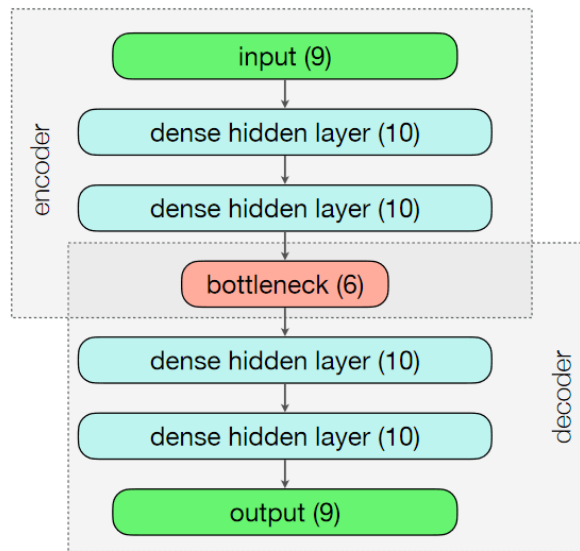 input (9)
dense hidden layer (10)
dense hidden layer (10)
encoder
bottleneck (6)
dense hidden layer (10)
dense hidden layer (10)
decoder
output (9)